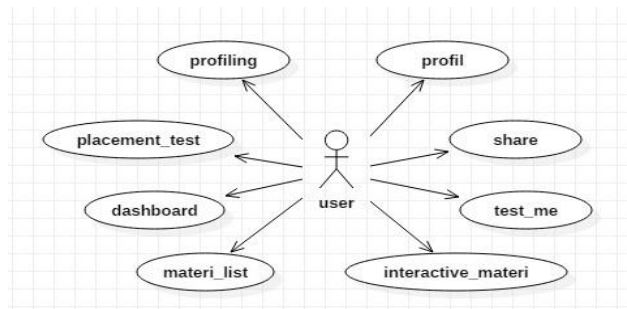 profiling
profil
placement_test
share
user
dashboard
test_me
materi_list
interactive_materi